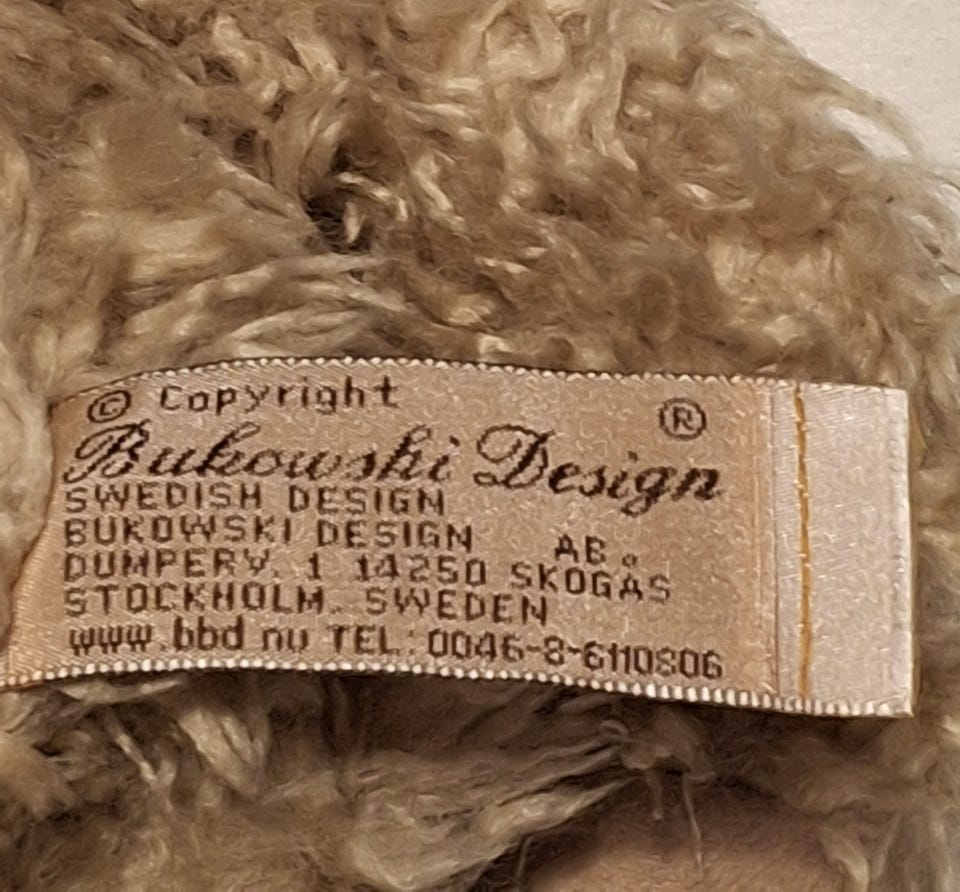 © Copyright ®
Bukowski Design
SWEDISH DESIGN
BUKOWSKI DESIGN AB.
DUMPERV. 1 14250 SKOGÅS
STOCKHOLM. SWEDEN
www.bbd nu TEL: 0046-8-6110806